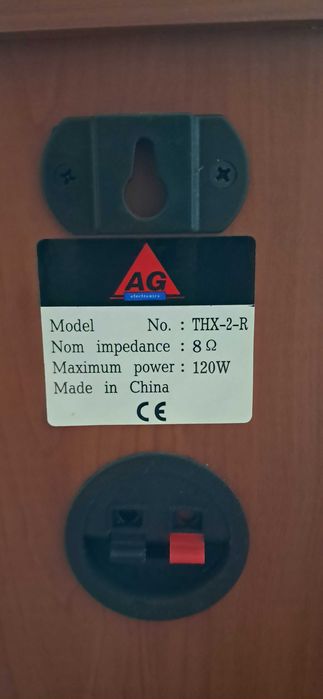 AG
electronics
Model No. : THX-2-R
Nom impedance : 8 Ω
Maximum power : 120W
Made in China
CE